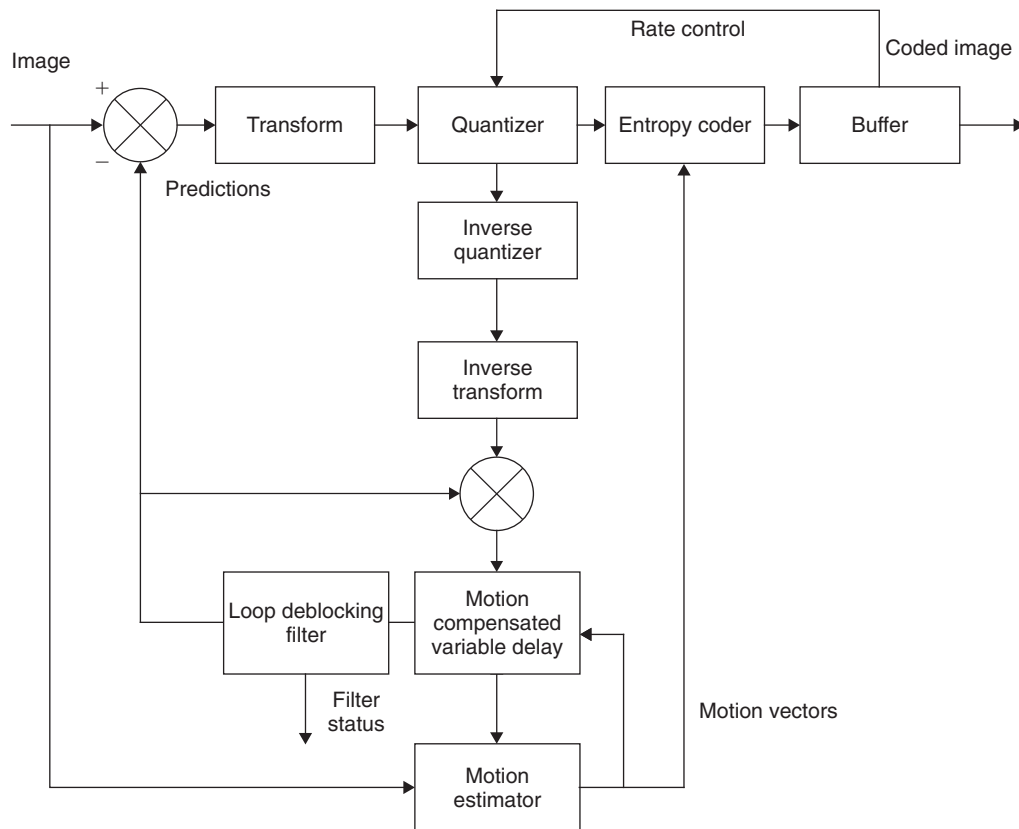 Rate control
Coded image
Image
+
Transform
Quantizer
Entropy coder
Buffer
−
Predictions
Inverse
quantizer
Inverse
transform
Loop deblocking
filter
Motion
compensated
variable delay
Filter
status
Motion vectors
Motion
estimator